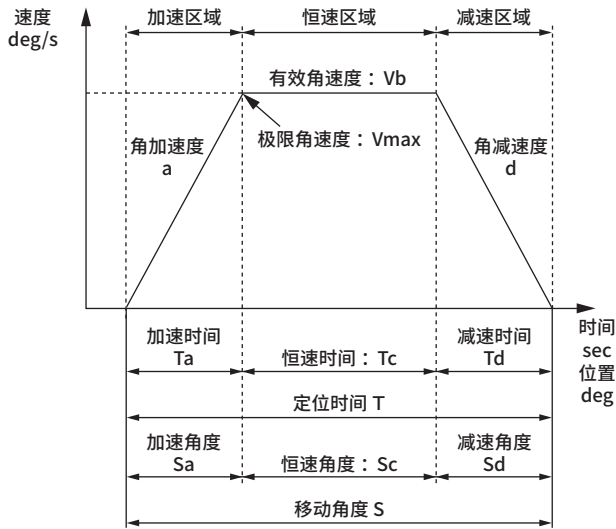 速度
deg/s
加速区域
恒速区域
减速区域
有效角速度：Vb
极限角速度：Vmax
角加速度
a
角减速度
d
时间
sec
位置
deg
加速时间
Ta
恒速时间：Tc
减速时间
Td
定位时间 T
加速角度
Sa
恒速角度：Sc
减速角度
Sd
移动角度 S